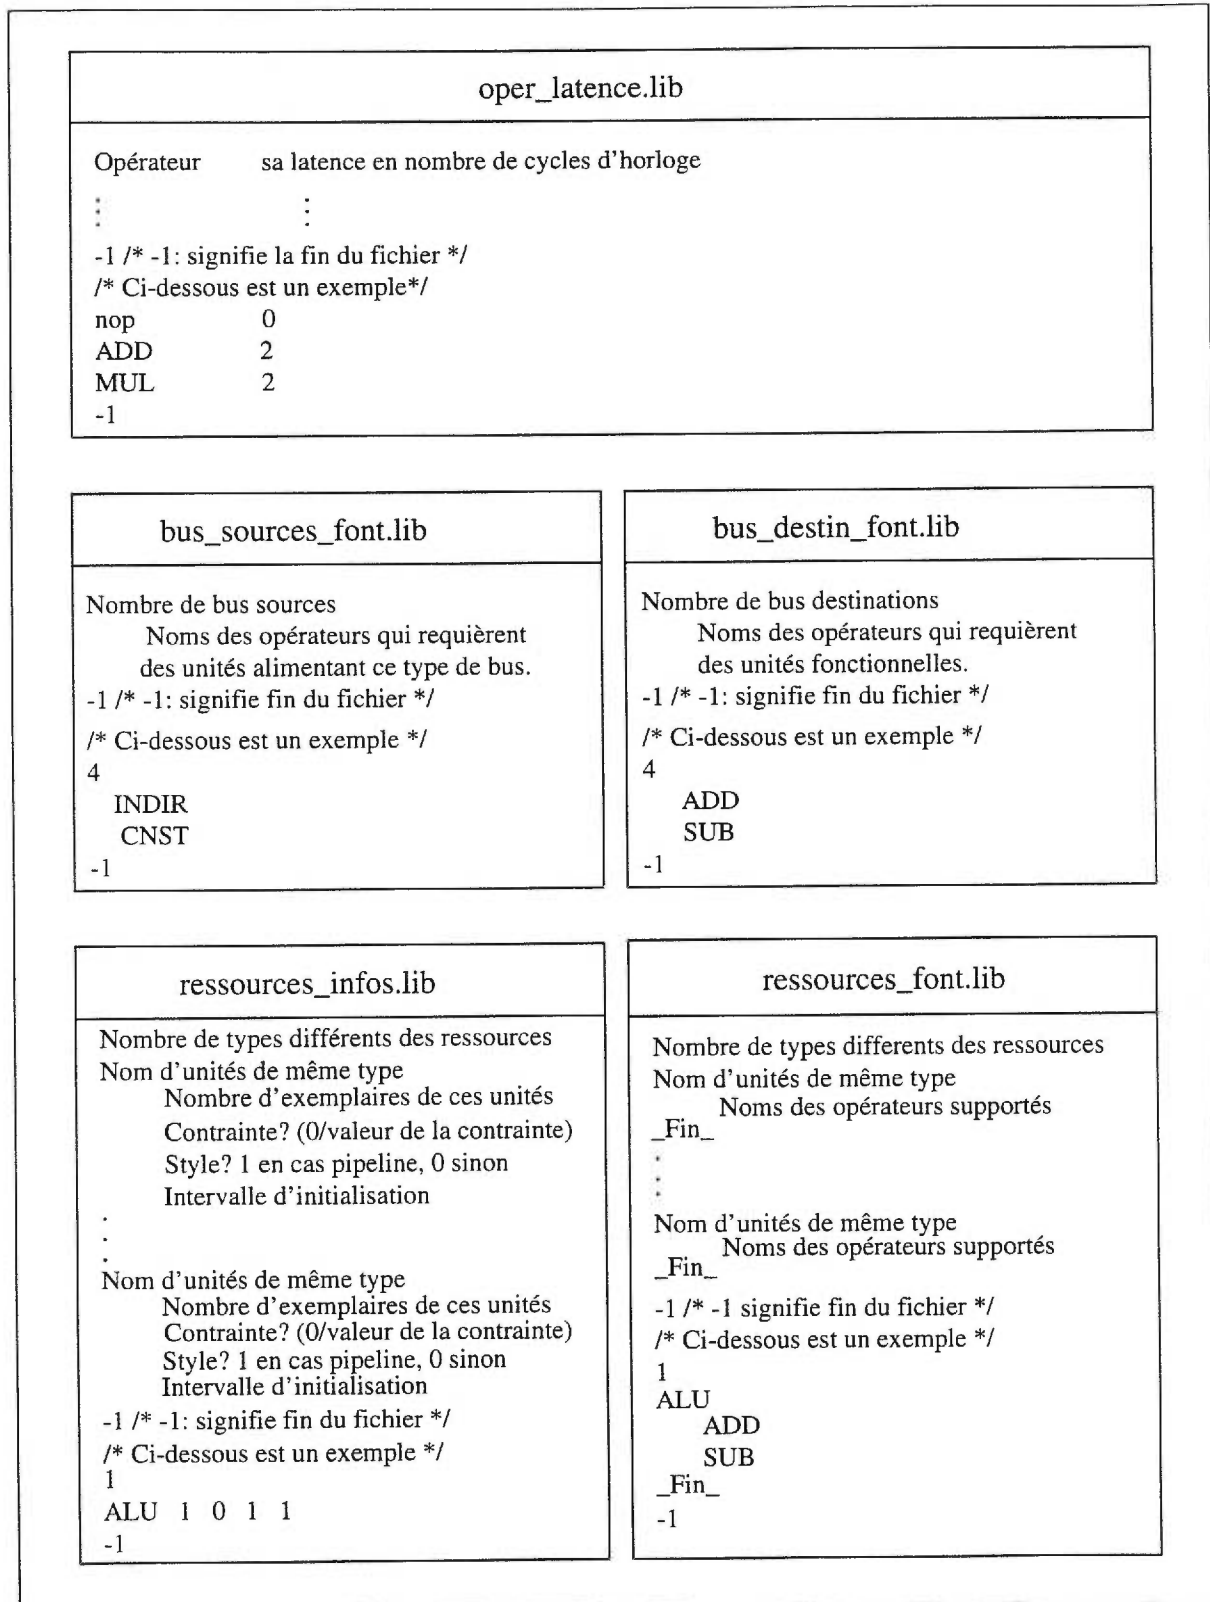 oper_latence.lib
Opérateur sa latence en nombre de cycles d'horloge
-1 /* -1: signifie la fin du fichier */
/* Ci-dessous est un exemple*/
nop 0
ADD 2
MUL 2
-1
bus_sources_font.lib
Nombre de bus sources
Noms des opérateurs qui requièrent
des unités alimentant ce type de bus.
-1 /* -1: signifie fin du fichier */
/* Ci-dessous est un exemple */
4
INDIR
CNST
-1
bus_destin_font.lib
Nombre de bus destinations
Noms des opérateurs qui requièrent
des unités fonctionnelles.
-1 /* -1: signifie fin du fichier */
/* Ci-dessous est un exemple */
4
ADD
SUB
-1
ressources_infos.lib
Nombre de types différents des ressources
Nom d'unités de même type
Nombre d'exemplaires de ces unités
Contrainte? (0/valeur de la contrainte)
Style? 1 en cas pipeline, 0 sinon
Intervalle d'initialisation
Nom d'unités de même type
Nombre d'exemplaires de ces unités
Contrainte? (0/valeur de la contrainte)
Style? 1 en cas pipeline, 0 sinon
Intervalle d'initialisation
-1 /* -1: signifie fin du fichier */
/* Ci-dessous est un exemple */
1
ALU 1 0 1 1
-1
ressources_font.lib
Nombre de types differents des ressources
Nom d'unités de même type
Noms des opérateurs supportés
_Fin_
Nom d'unités de même type
Noms des opérateurs supportés
_Fin_
-1 /* -1 signifie fin du fichier */
/* Ci-dessous est un exemple */
1
ALU
ADD
SUB
_Fin_
-1